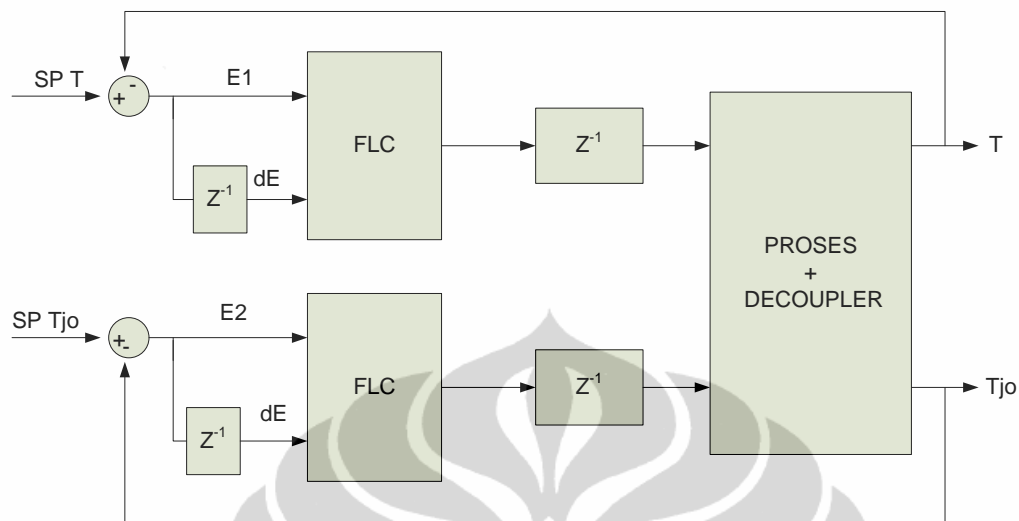 SP T
+
-
E1
dE
Z-1
FLC
Z-1
T
PROSES
+
DECOUPLER
SP Tjo
+
-
E2
dE
Z-1
FLC
Z-1
Tjo